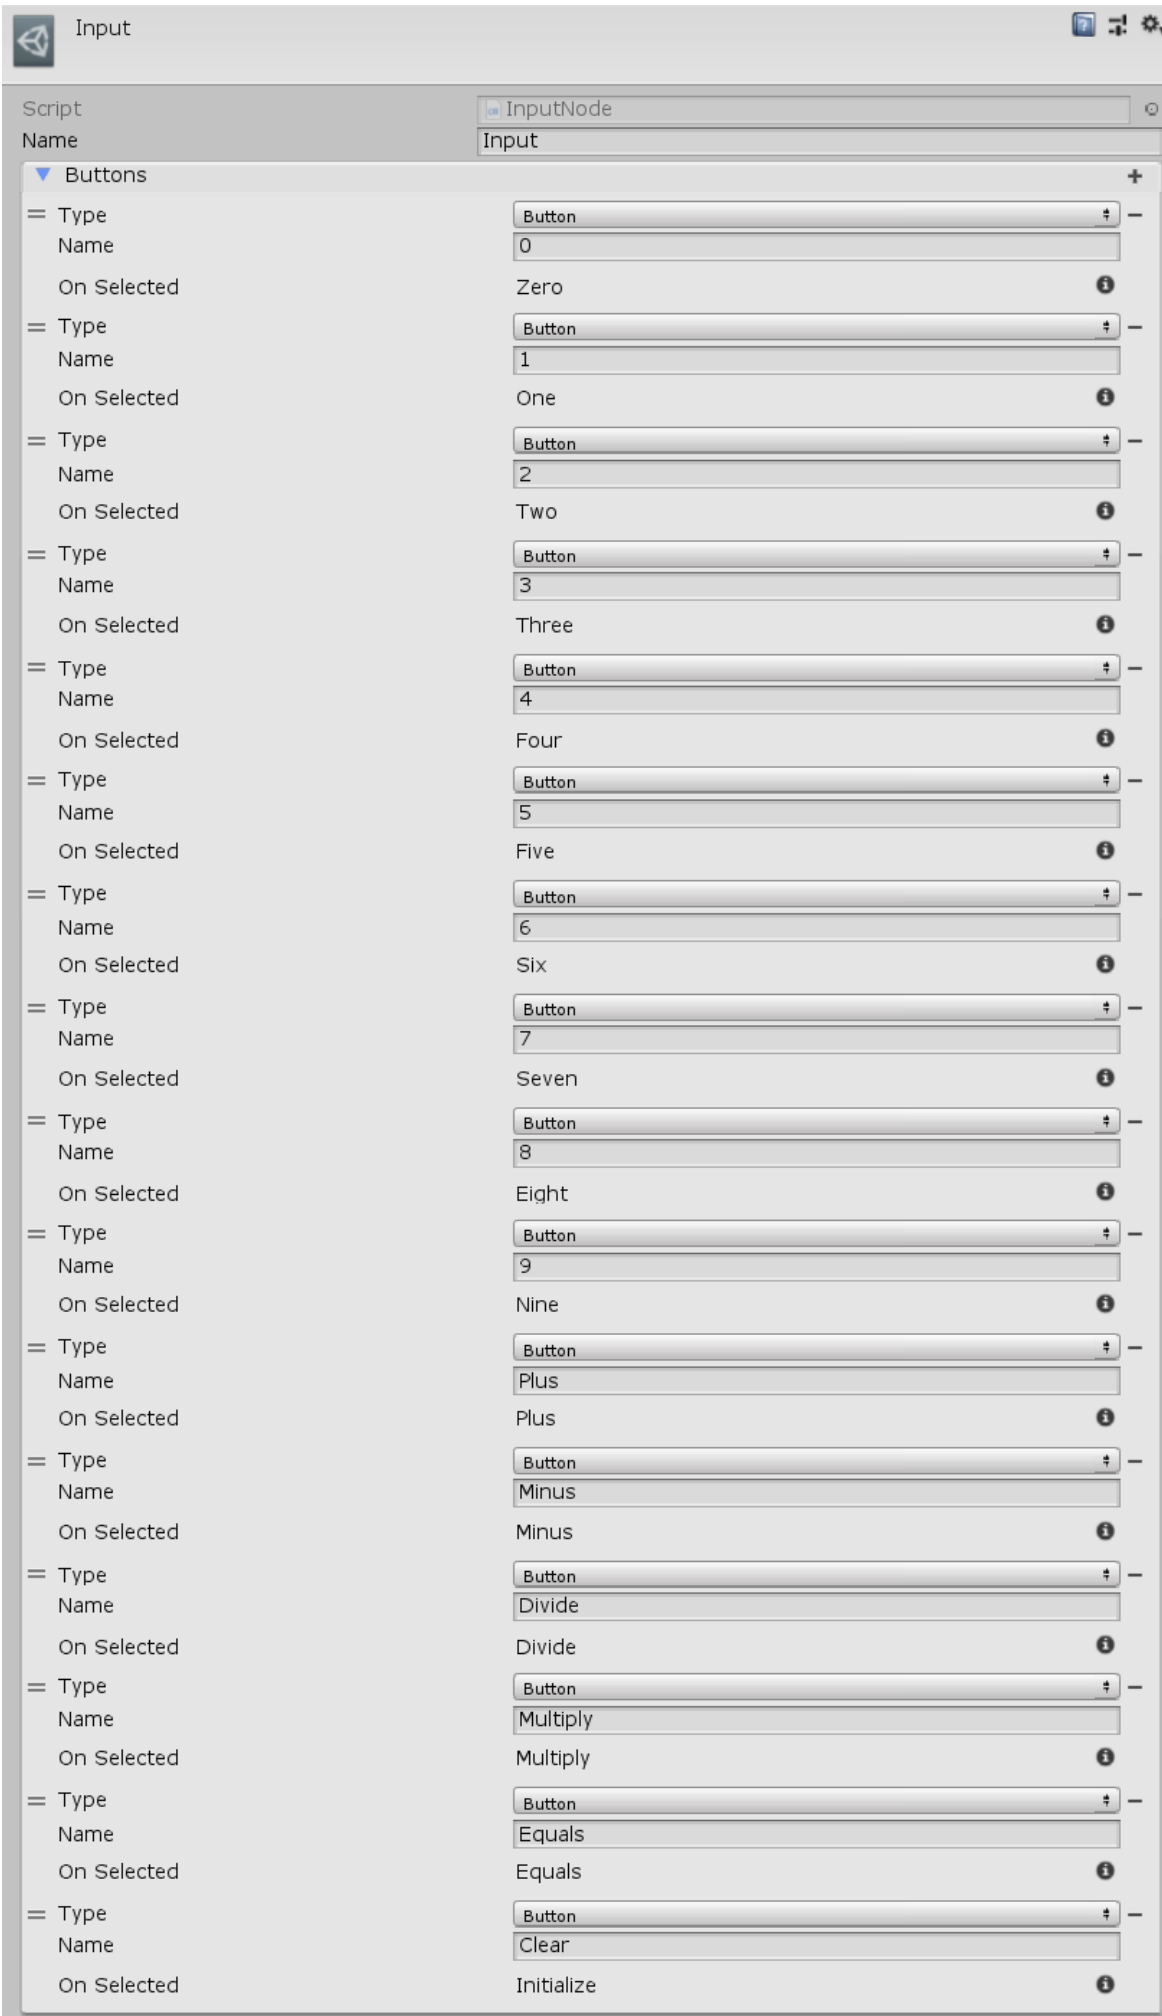 Input
Script InputNode
Name Input
Buttons
Type Button
Name 0
On Selected Zero
Type Button
Name 1
On Selected One
Type Button
Name 2
On Selected Two
Type Button
Name 3
On Selected Three
Type Button
Name 4
On Selected Four
Type Button
Name 5
On Selected Five
Type Button
Name 6
On Selected Six
Type Button
Name 7
On Selected Seven
Type Button
Name 8
On Selected Eight
Type Button
Name 9
On Selected Nine
Type Button
Name Plus
On Selected Plus
Type Button
Name Minus
On Selected Minus
Type Button
Name Divide
On Selected Divide
Type Button
Name Multiply
On Selected Multiply
Type Button
Name Equals
On Selected Equals
Type Button
Name Clear
On Selected Initialize